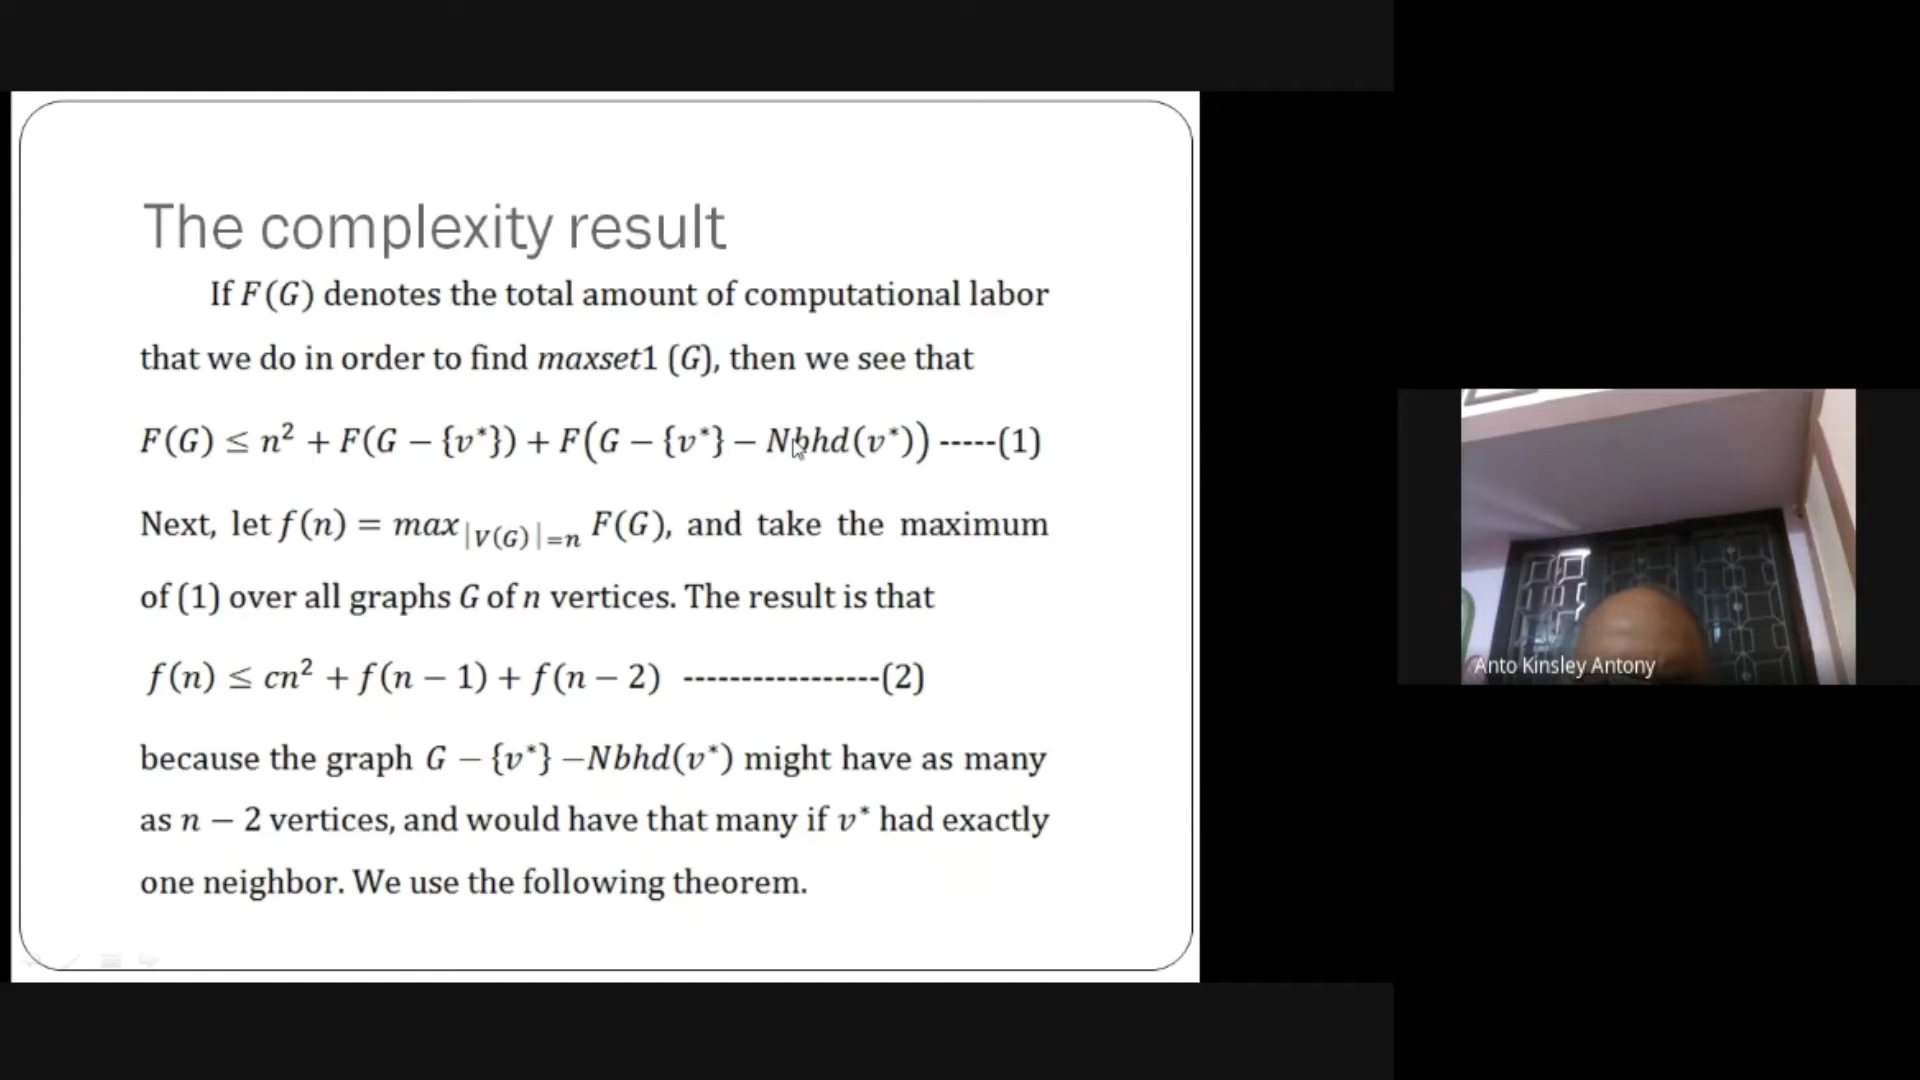 The complexity result
If F(G) denotes the total amount of computational labor
that we do in order to find maxset1 (G), then we see that
F(G) ≤ n² + F(G − {v*}) + F(G − {v*} − Nbhd(v*)) -----(1)
Next, let f(n) = max|V(G)|=n F(G), and take the maximum
of (1) over all graphs G of n vertices. The result is that
f(n) ≤ cn² + f(n − 1) + f(n − 2) -----------------(2)
because the graph G − {v*} −Nbhd(v*) might have as many
as n − 2 vertices, and would have that many if v* had exactly
one neighbor. We use the following theorem.
Anto Kinsley Antony